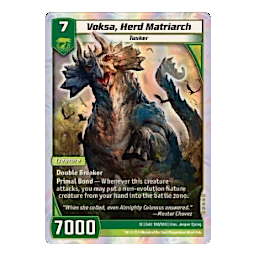 7
Voksa, Herd Matriarch
Tusker
Creature
Double Breaker
Primal Bond — Whenever this creature
attacks, you may put a non-evolution Nature
creature from your hand into the battle zone.
"When she called, even Almighty Colossus answered."
—Master Chavez
7000